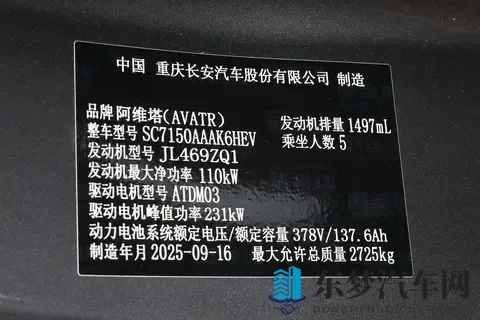 中国 重庆长安汽车股份有限公司 制造
品牌 阿维塔(AVATR)
发动机排量 1497mL
整车型号 SC7150AAAK6HEV
乘坐人数 5
发动机型号 JL469ZQ1
发动机最大净功率 110kW
驱动电机型号 ATDM03
驱动电机峰值功率 231kW
动力电池系统额定电压/额定容量 378V/137.6Ah
制造年月 2025-09-16 最大允许总质量 2725kg
东梦汽车网
DONGMENGQICHEWANG